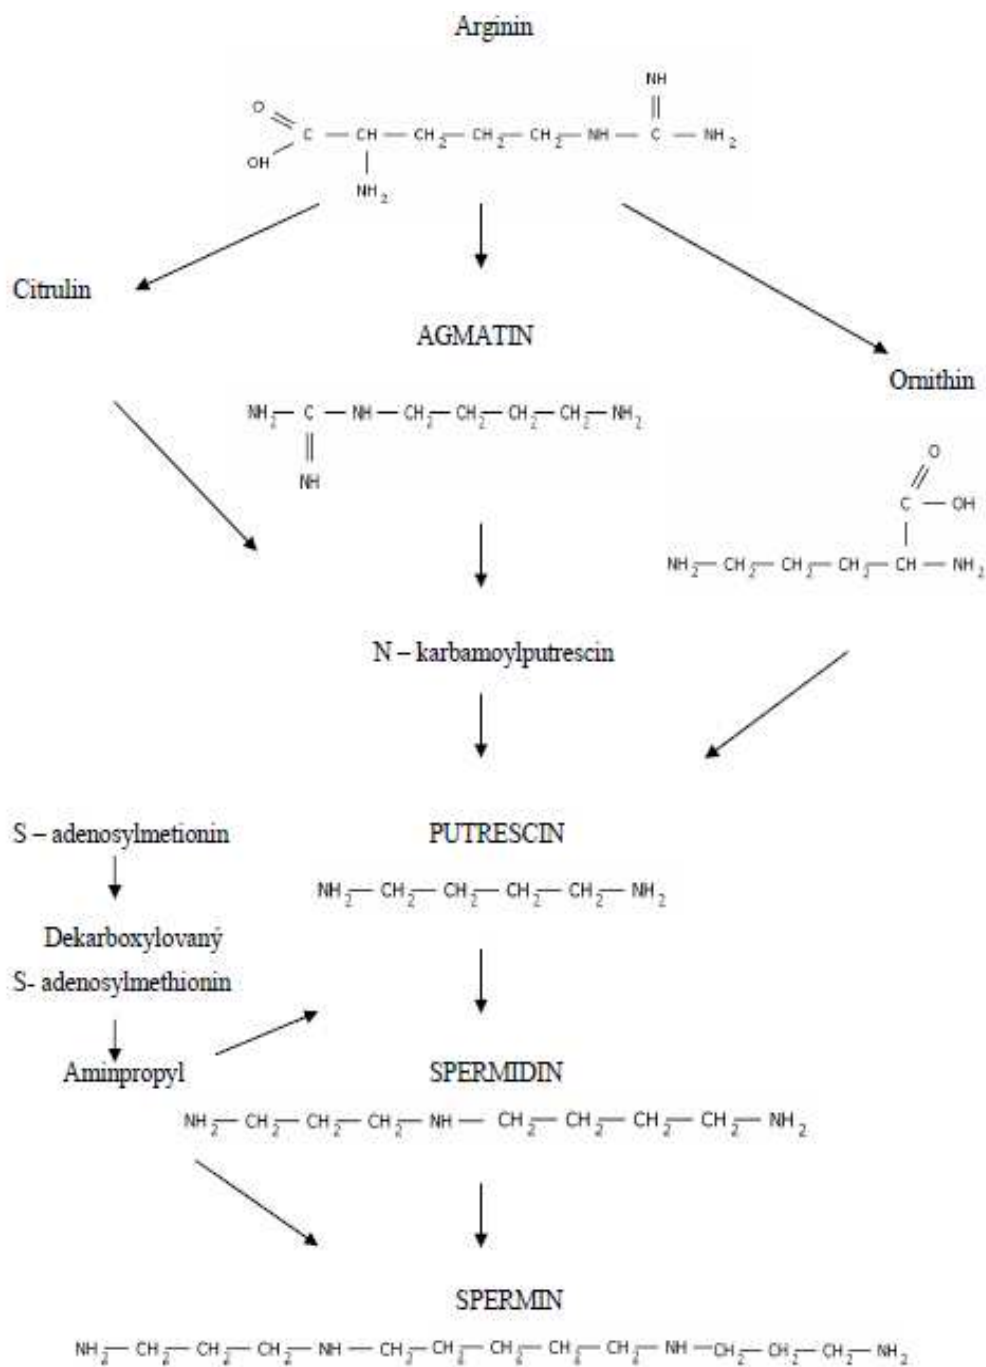 Arginin
NH
O
C — CH — CH₂ — CH₂ — CH₂ — NH — C — NH₂
OH
NH₂
Citrulin
AGMATIN
Ornithin
NH₂ — C — NH — CH₂ — CH₂ — CH₂ — CH₂ — NH₂
NH
O
C — OH
NH₂ — CH₂ — CH₂ — CH₂ — CH — NH₂
N – karbamoylputrescin
S – adenosylmetionin
PUTRESCIN
NH₂ — CH₂ — CH₂ — CH₂ — CH₂ — NH₂
Dekarboxylovaný
S- adenosylmethionin
Aminpropyl
SPERMIDIN
NH₂ — CH₂ — CH₂ — CH₂ — NH — CH₂ — CH₂ — CH₂ — CH₂ — NH₂
SPERMIN
NH₂ — CH₂ — CH₂ — CH₂ — NH — CH₂ — CH₂ — CH₂ — CH₂ — CH₂ — NH — CH₂ — CH₂ — CH₂ — NH₂